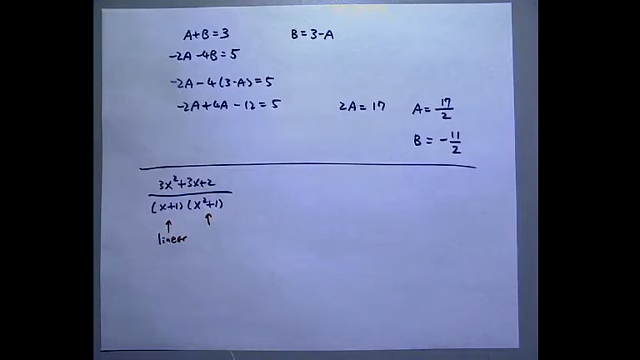 A+B=3 B=3-A
-2A-4B=5
-2A-4(3-A)=5
-2A+4A-12=5 2A=17 A=17/2
B=-11/2
3x²+3x+2
(x+1)(x²+1)
↑ ↑
linear